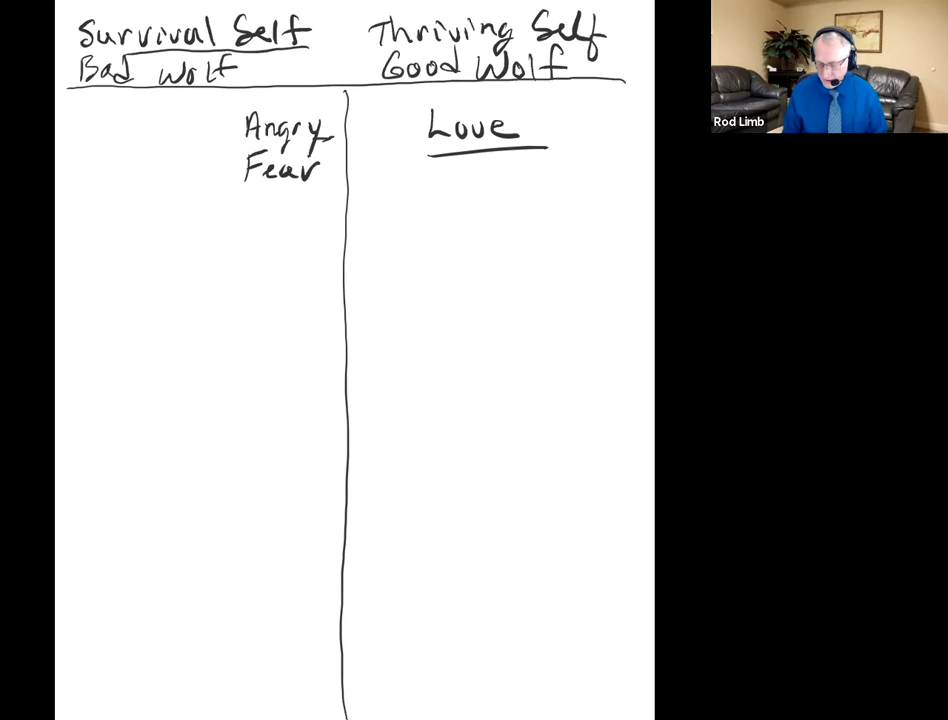 Survival Self
Bad Wolf
Thriving Self
Good Wolf
Angry
Fear
Love
Rod Limb